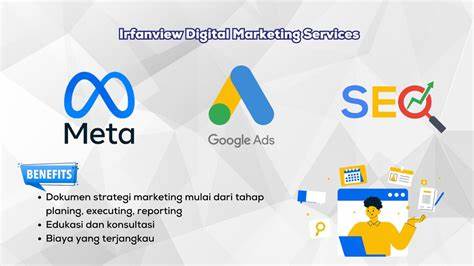 Irfanview Digital Marketing Services
Meta
Google Ads
SEO
BENEFITS
• Dokumen strategi marketing mulai dari tahap
planing, executing, reporting
• Edukasi dan konsultasi
• Biaya yang terjangkau